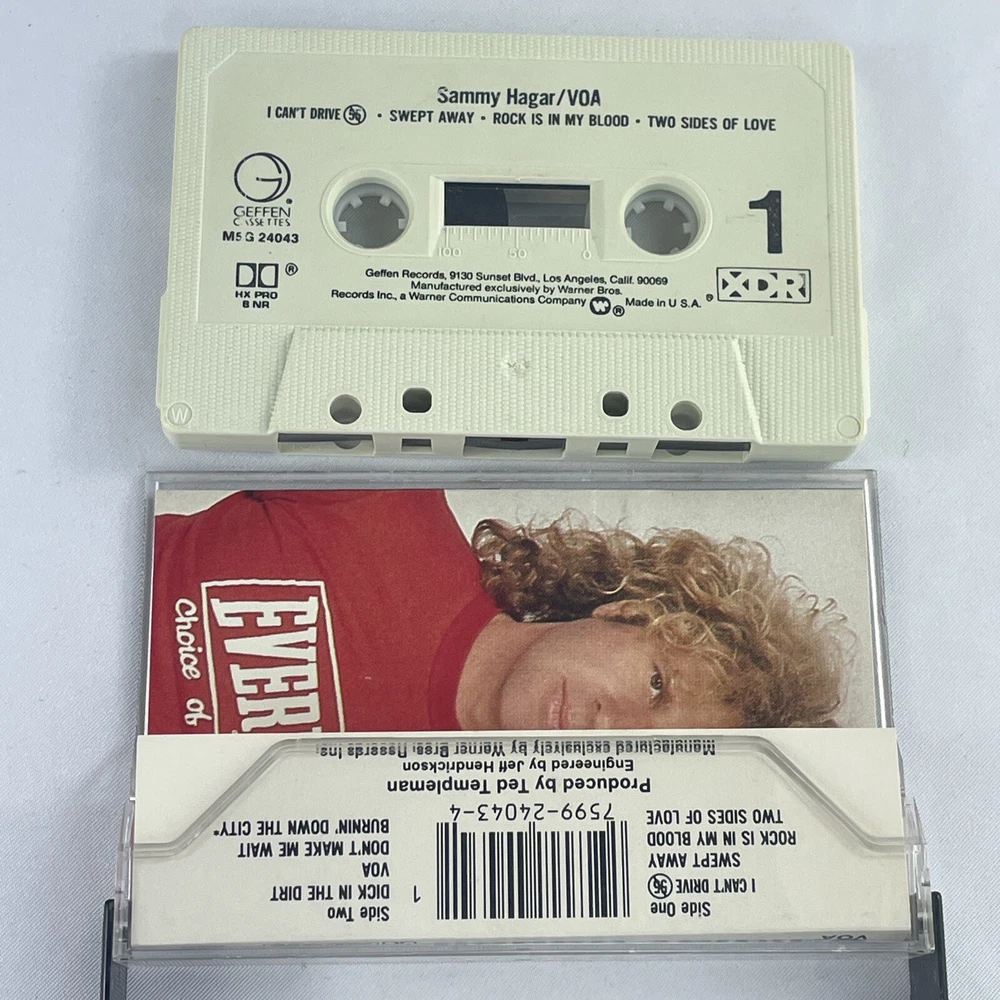 Sammy Hagar/VOA
I CAN'T DRIVE 55 • SWEPT AWAY • ROCK IS IN MY BLOOD • TWO SIDES OF LOVE
GEFFEN
CASSETTES
M5G 24043
HX PRO
B NR
100 50 0
1
XDR
Geffen Records, 9130 Sunset Blvd., Los Angeles, Calif. 90069
Manufactured exclusively by Warner Bros.
Records Inc., a Warner Communications Company W ® Made in U S A. ®
W
EVER
choice of
VOA
Side One
I CAN'T DRIVE 55
SWEPT AWAY
ROCK IS IN MY BLOOD
TWO SIDES OF LOVE
1
7599-24043-4
Side Two
DICK IN THE DIRT
VOA
DON'T MAKE ME WAIT
BURNIN' DOWN THE CITY*
Produced by Ted Templeman
Engineered by Jeff Hendrickson
Manufactured exclusively by Warner Bros. Records Inc.